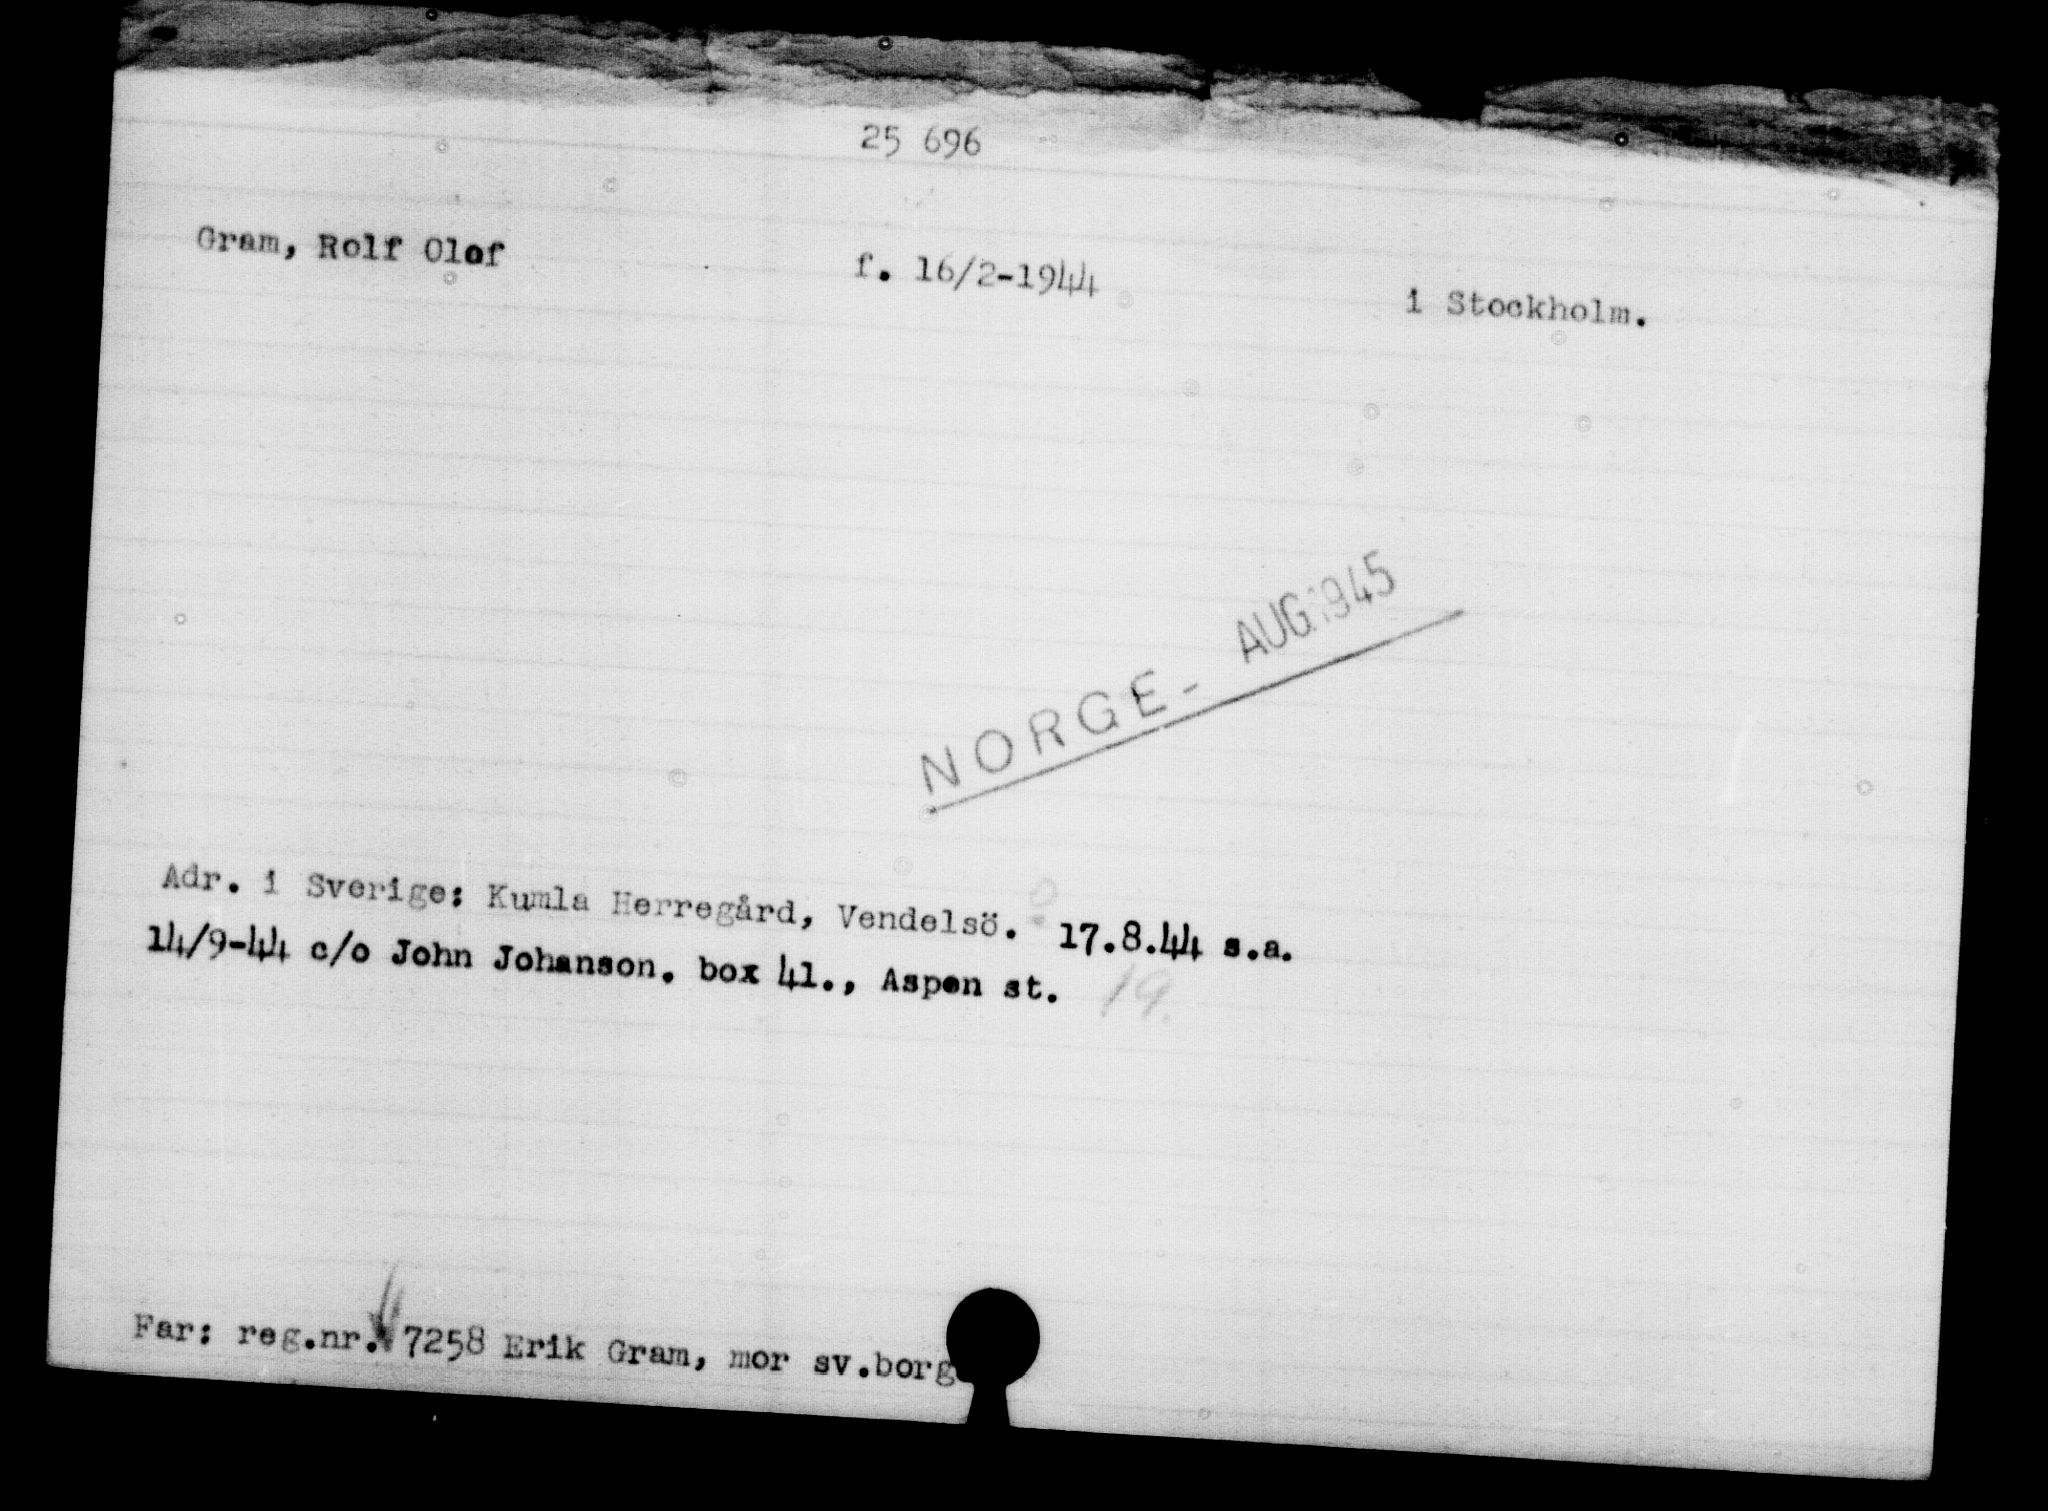 25 696
Gram, Rolf Olof f. 16/2-1944 i Stockholm.
NORGE- AUG.1945
Adr. i Sverige: Kumla Herregård, Vendelsö. 17.8.44 s.a.
14/9-44 c/o John Johanson. box 41., Aspen st. 19.
Far: reg.nr. 7258 Erik Gram, mor sv.borg